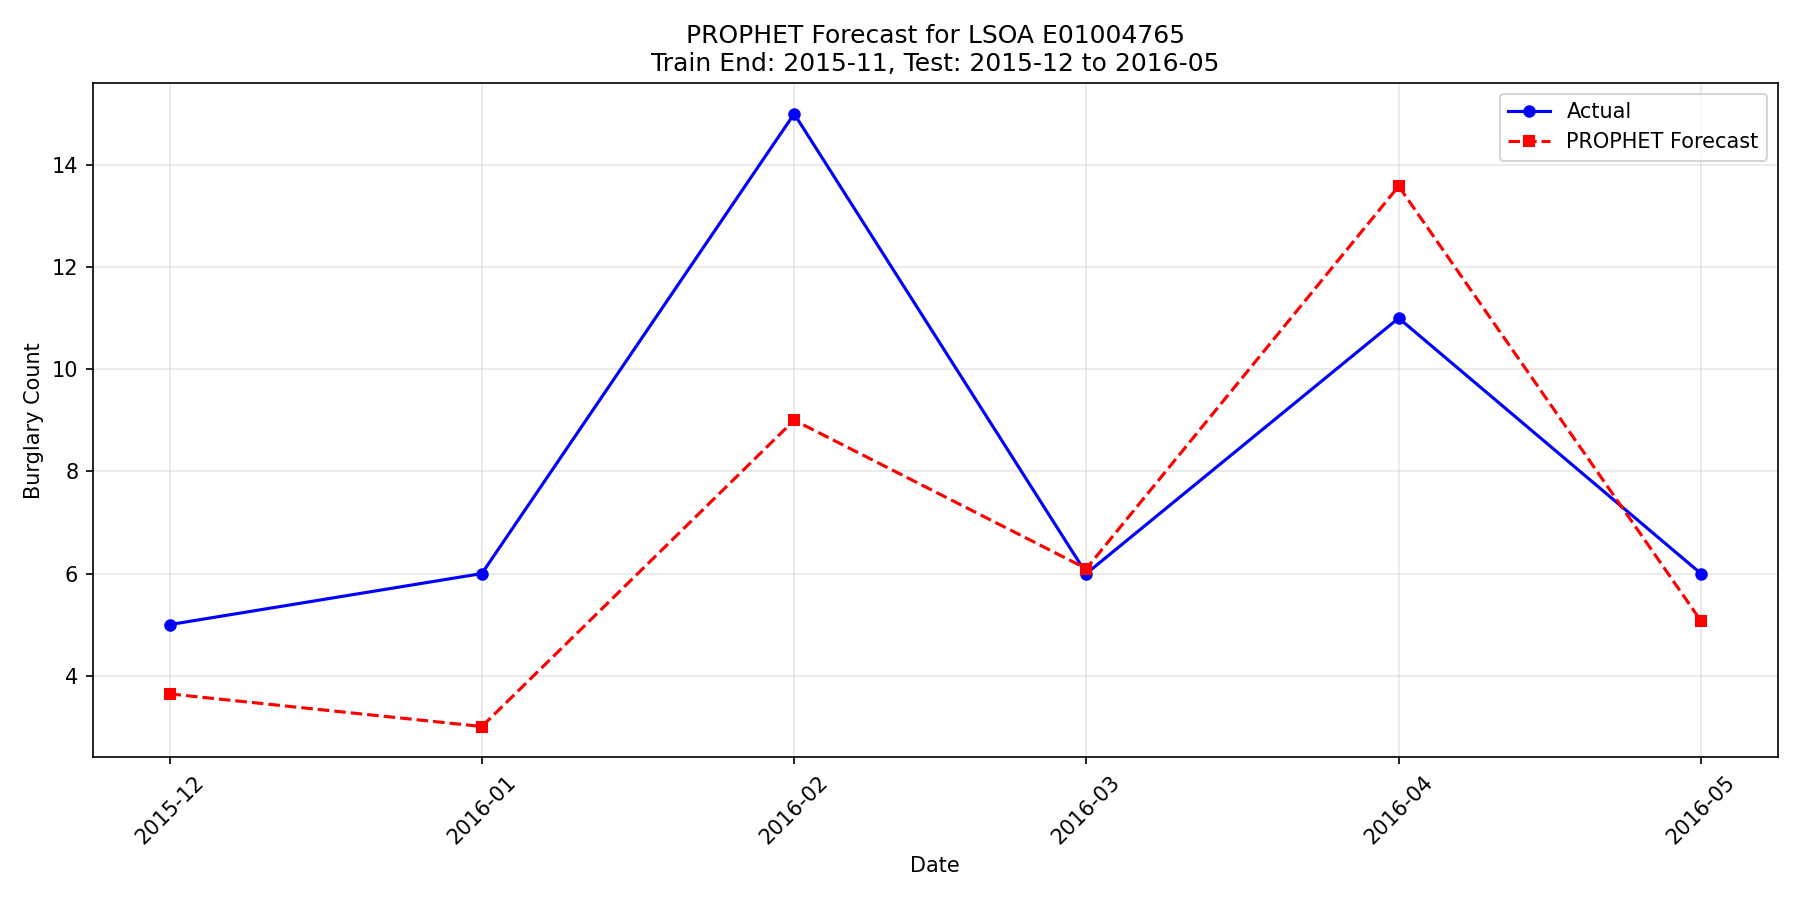 PROPHET Forecast for LSOA E01004765
Train End: 2015-11, Test: 2015-12 to 2016-05
Actual
PROPHET Forecast
14
12
10
8
6
4
Burglary Count
2015-12
2016-01
2016-02
2016-03
2016-04
2016-05
Date